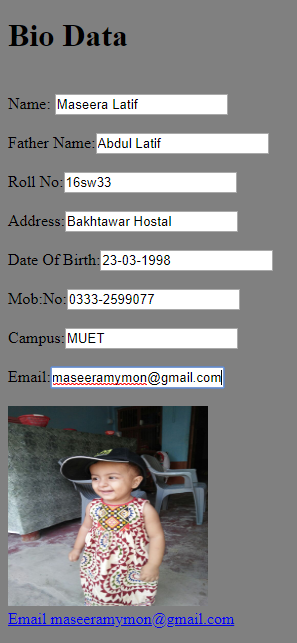 Bio Data
Name: Maseera Latif
Father Name: Abdul Latif
Roll No: 16sw33
Address: Bakhtawar Hostal
Date Of Birth: 23-03-1998
Mob:No: 0333-2599077
Campus: MUET
Email: maseeramymon@gmail.com
Email maseeramymon@gmail.com